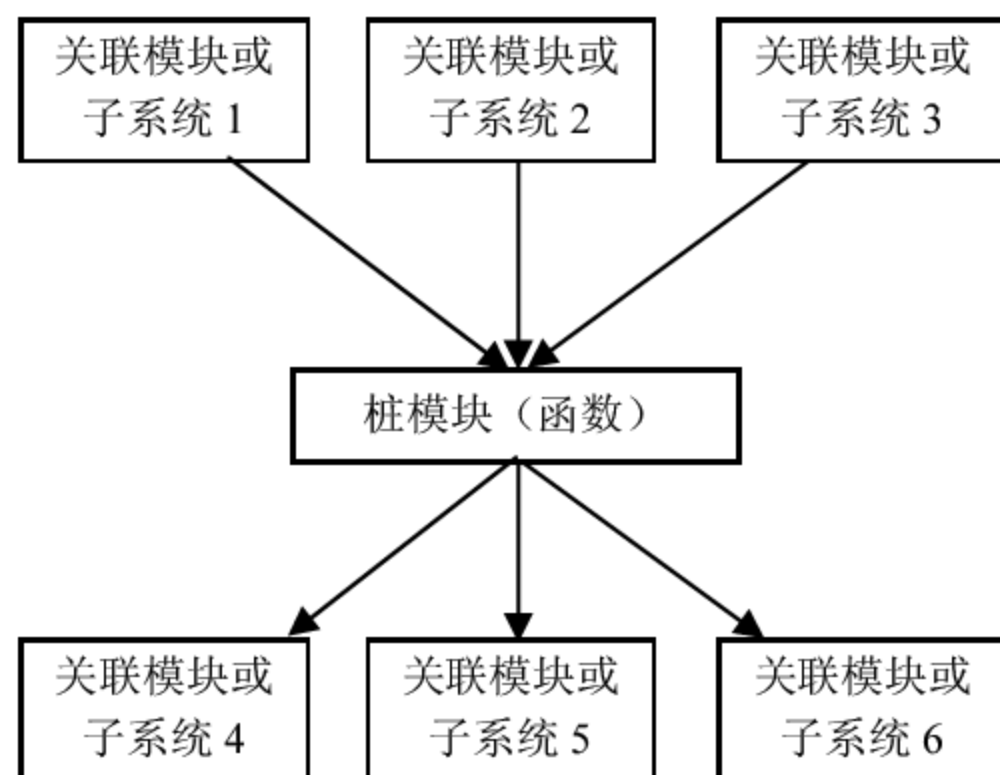 关联模块或
子系统 1
关联模块或
子系统 2
关联模块或
子系统 3
桩模块（函数）
关联模块或
子系统 4
关联模块或
子系统 5
关联模块或
子系统 6